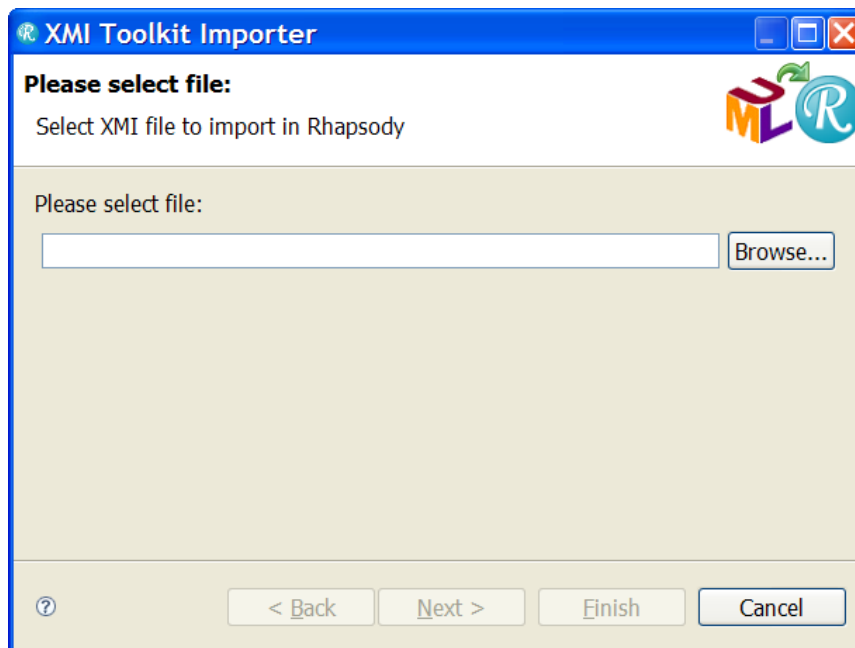 XMI Toolkit Importer
Please select file:
Select XMI file to import in Rhapsody
UML R
Please select file:
Browse...
< Back Next > Finish Cancel